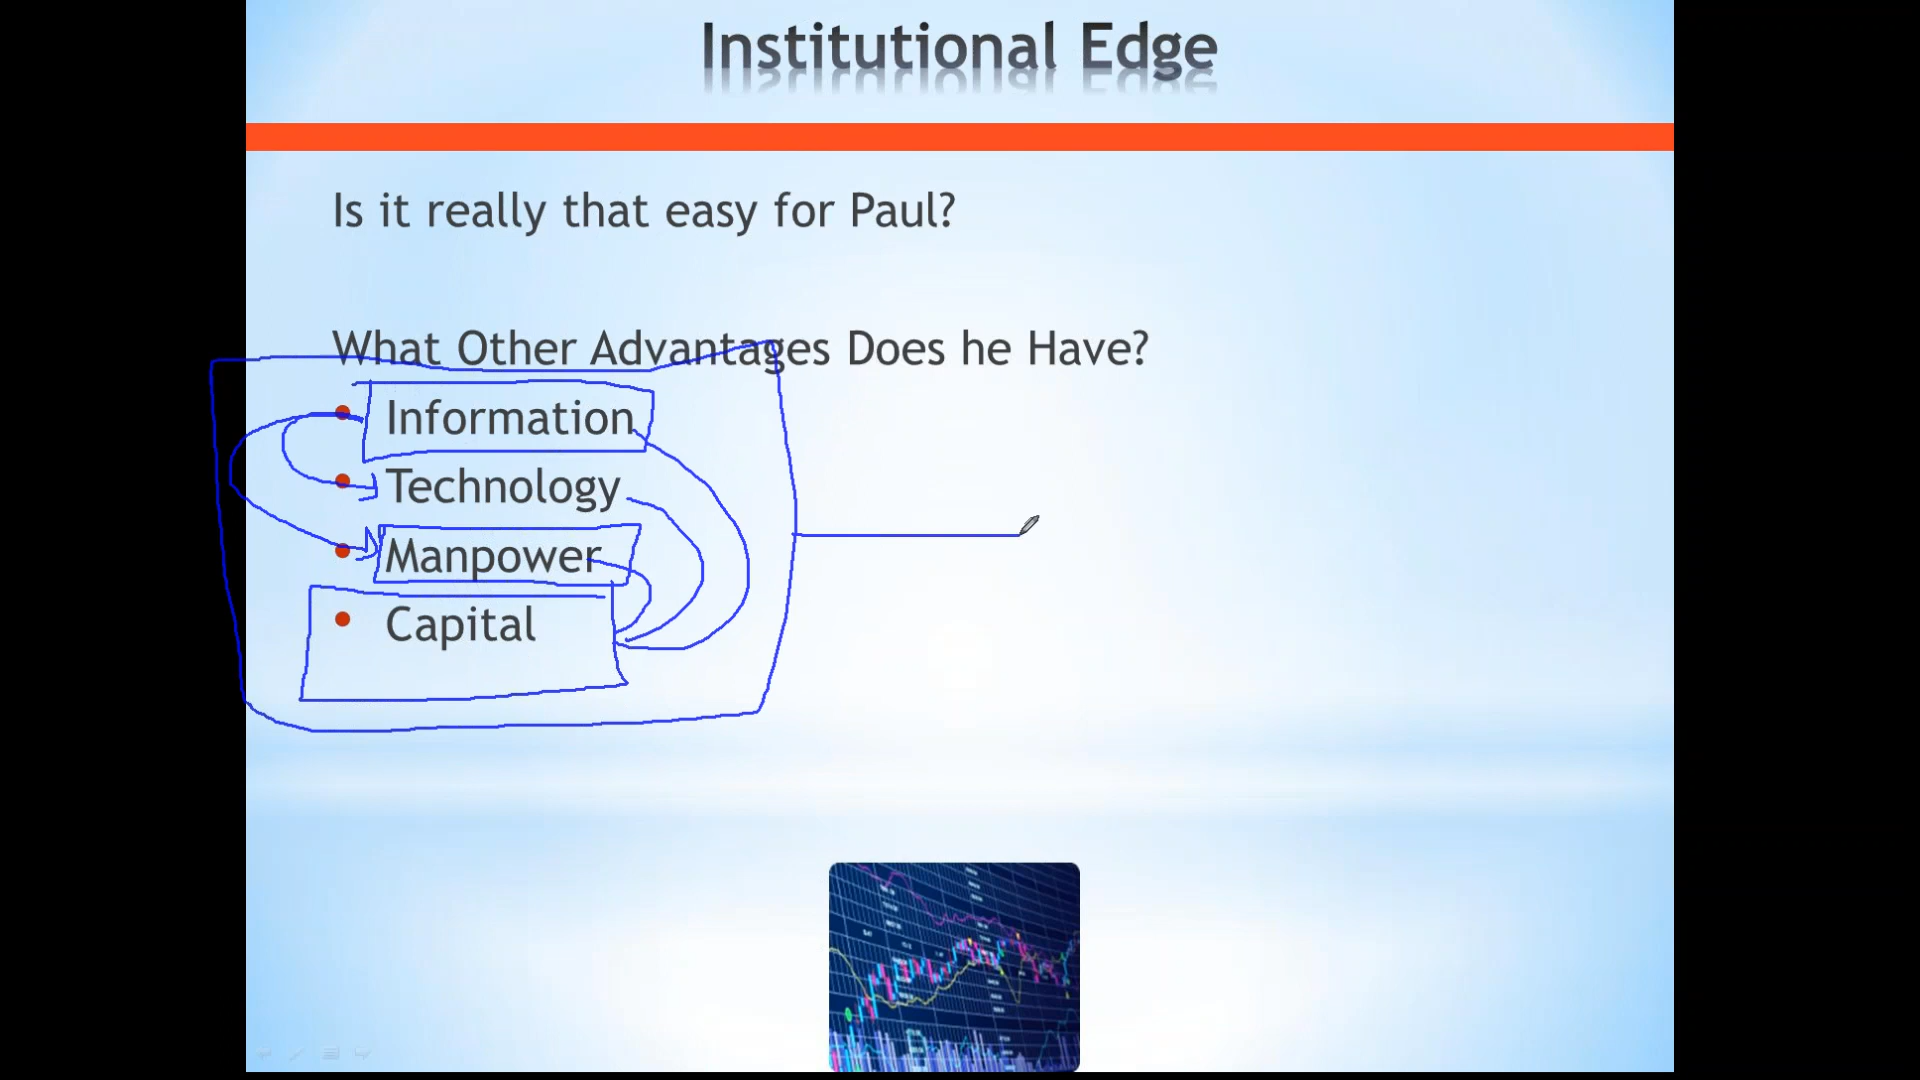 Institutional Edge
Is it really that easy for Paul?
What Other Advantages Does he Have?
Information
Technology
Manpower
Capital